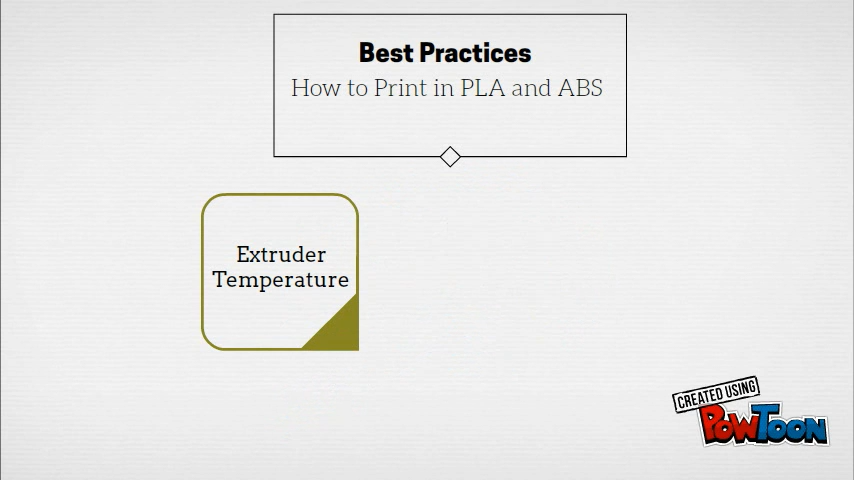 Best Practices
How to Print in PLA and ABS
Extruder
Temperature
CREATED USING
POWTOON